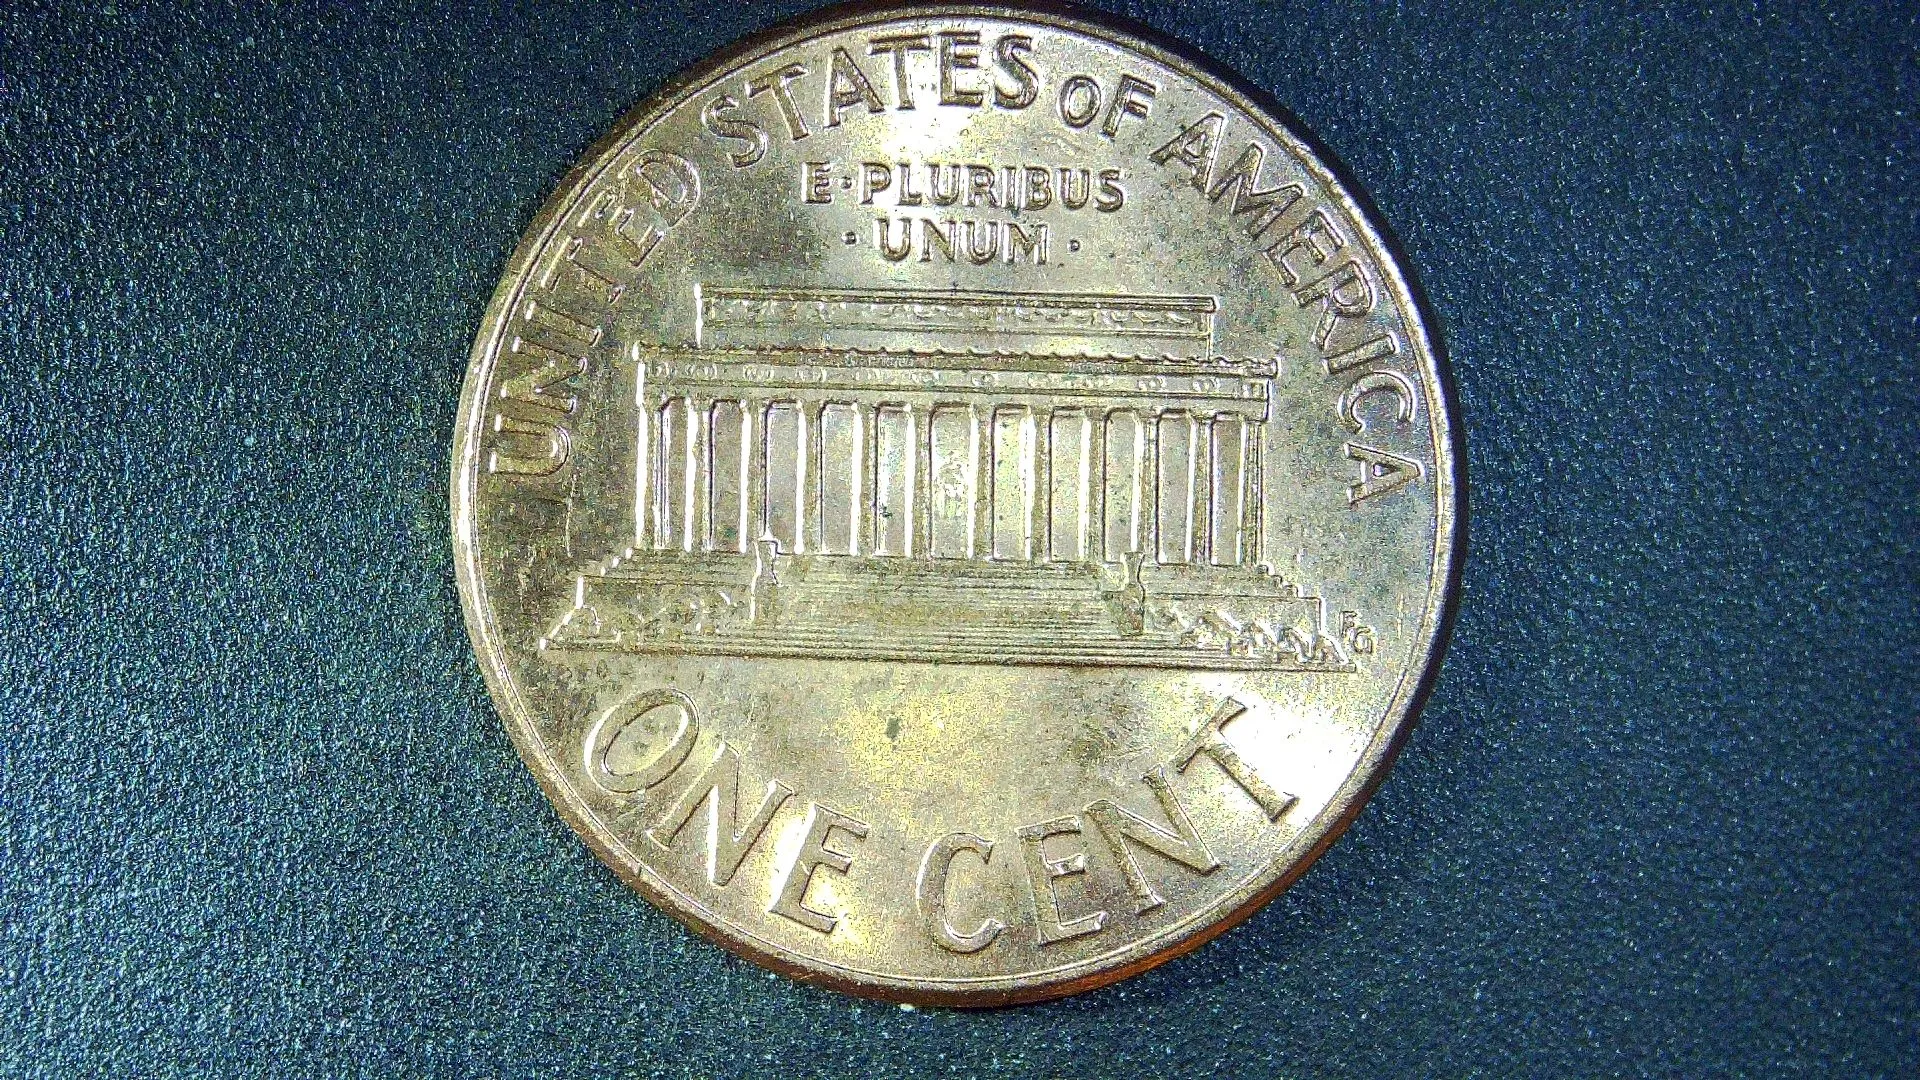 UNITED STATES OF AMERICA
E·PLURIBUS
·UNUM·
FG
ONE CENT